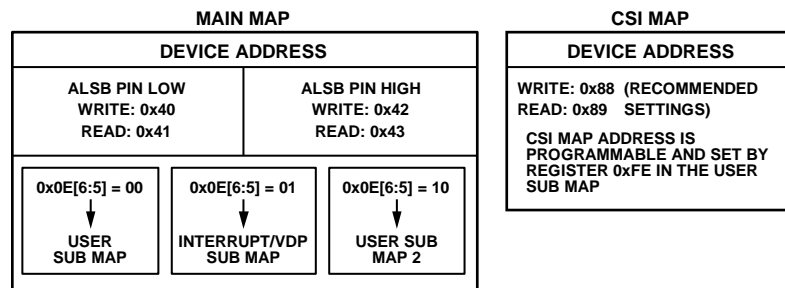 MAIN MAP
DEVICE ADDRESS
ALSB PIN LOW
WRITE: 0x40
READ: 0x41
ALSB PIN HIGH
WRITE: 0x42
READ: 0x43
0x0E[6:5] = 00
USER
SUB MAP
0x0E[6:5] = 01
INTERRUPT/VDP
SUB MAP
0x0E[6:5] = 10
USER SUB
MAP 2
CSI MAP
DEVICE ADDRESS
WRITE: 0x88 (RECOMMENDED
READ: 0x89 SETTINGS)
CSI MAP ADDRESS IS
PROGRAMMABLE AND SET BY
REGISTER 0xFE IN THE USER
SUB MAP